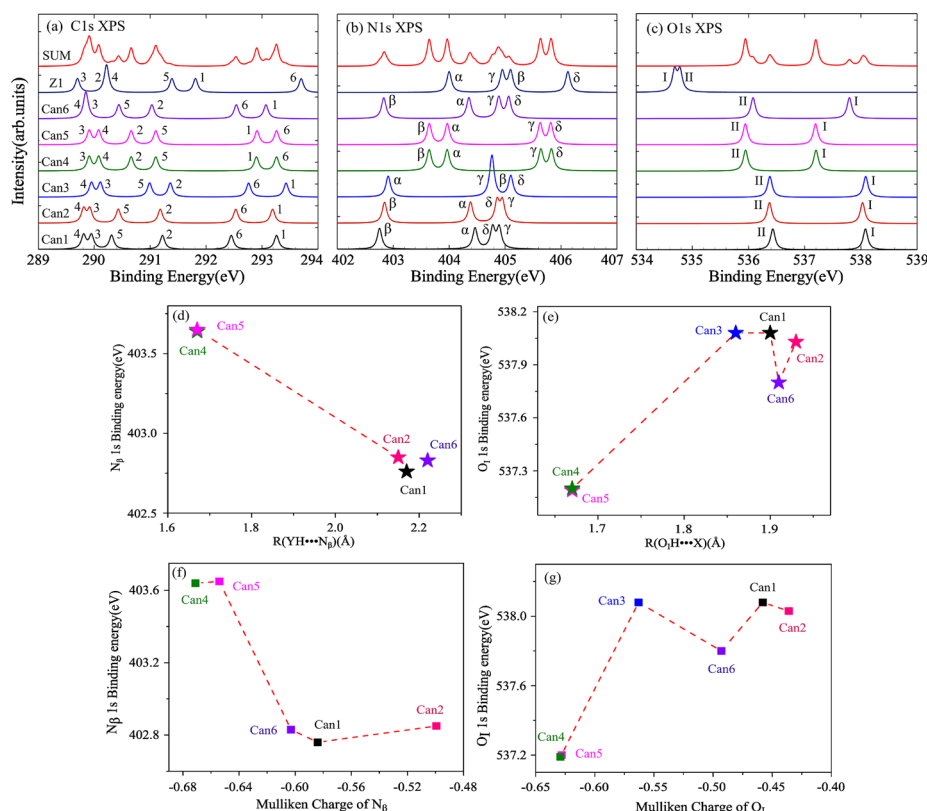 (a) C1s XPS
(b) N1s XPS
(c) O1s XPS
Intensity(arb.units)
SUM
Z1 3 2 4 5 1 6
α γ β δ
I II
Can6 4 3 5 2 6 1
β α γ δ
II I
Can5 3 4 2 5 1 6
β α γ δ
II I
Can4 3 4 2 5 1 6
β α γ δ
II I
Can3 4 3 5 2 6 1
α γ β δ
II I
Can2 4 3 5 2 6 1
β α δ γ
II I
Can1 4 3 5 2 6 1
β α δ γ
II I
289 290 291 292 293 294
402 403 404 405 406 407
534 535 536 537 538 539
Binding Energy(eV)
Binding Energy(eV)
Binding Energy(eV)
(d)
Can5
Can4
Can2
Can6
Can1
403.5
403.0
402.5
1.6 1.8 2.0 2.2
Nβ 1s Binding energy(eV)
R(YH•••Nβ)(Å)
(e)
Can3
Can1
Can2
Can6
Can4
Can5
538.2
537.9
537.6
537.3
1.7 1.8 1.9
OI 1s Binding energy(eV)
R(OIH•••X)(Å)
(f)
Can4
Can5
Can6
Can1
Can2
403.6
403.2
402.8
-0.68 -0.64 -0.60 -0.56 -0.52 -0.48
Nβ 1s Binding energy(eV)
Mulliken Charge of Nβ
(g)
Can3
Can1
Can2
Can6
Can4
Can5
538.0
537.6
537.2
-0.65 -0.60 -0.55 -0.50 -0.45 -0.40
OI 1s Binding energy(eV)
Mulliken Charge of OI